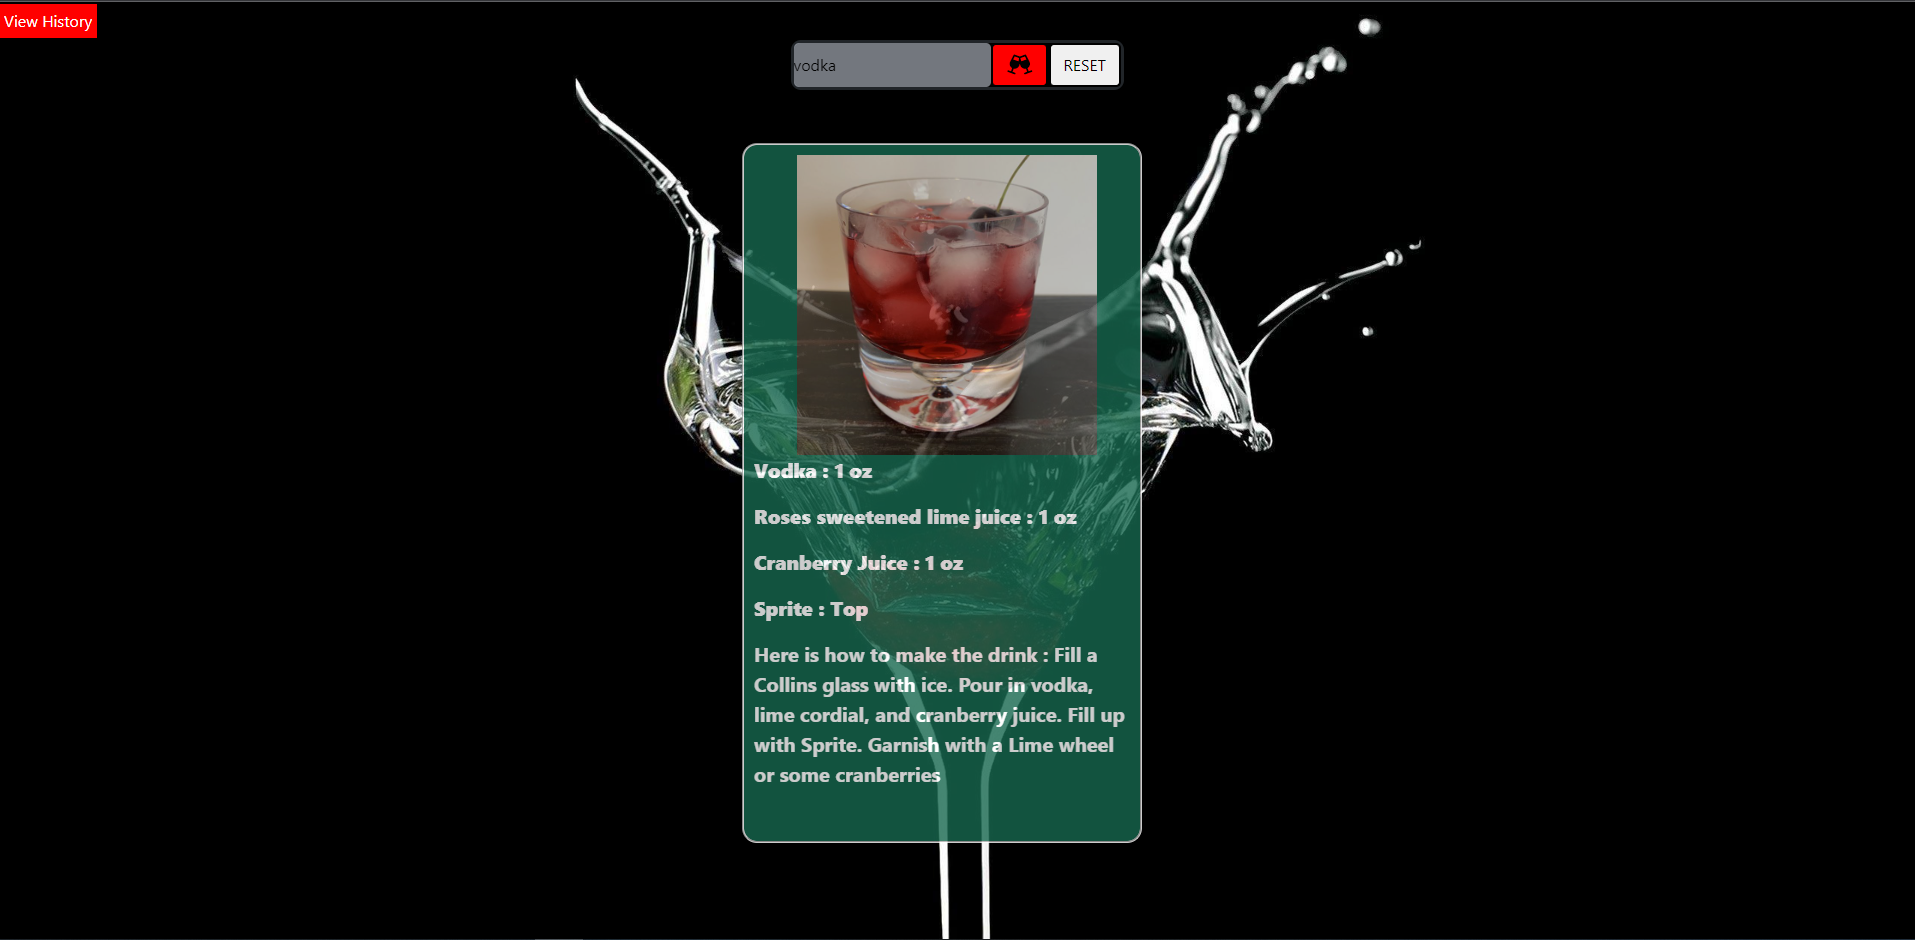 View History
vodka
RESET
Vodka : 1 oz
Roses sweetened lime juice : 1 oz
Cranberry Juice : 1 oz
Sprite : Top
Here is how to make the drink : Fill a
Collins glass with ice. Pour in vodka,
lime cordial, and cranberry juice. Fill up
with Sprite. Garnish with a Lime wheel
or some cranberries